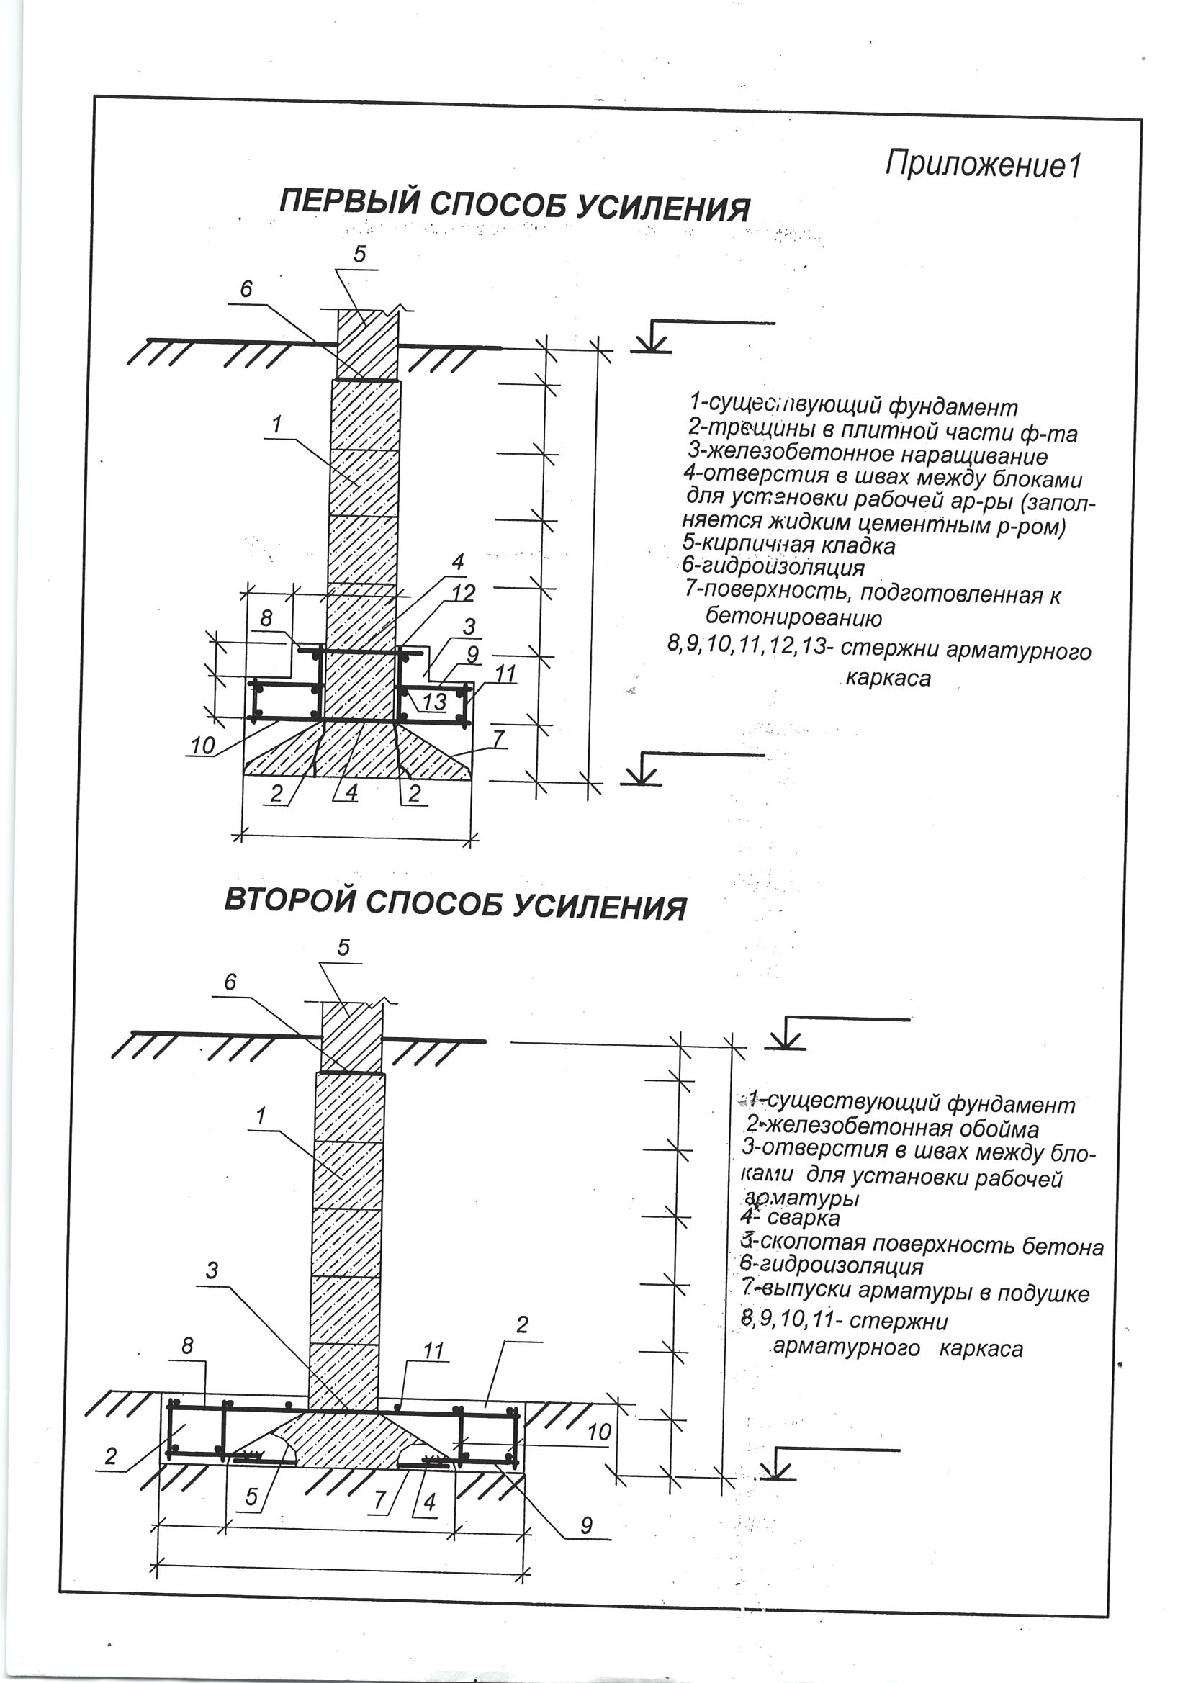 Приложение1
ПЕРВЫЙ СПОСОБ УСИЛЕНИЯ
5
6
1
4
12
8
3
9
11
13
10
7
2
4
2
1-существующий фундамент
2-трещины в плитной части ф-та
3-железобетонное наращивание
4-отверстия в швах между блоками
для установки рабочей ар-ры (запол-
няется жидким цементным р-ром)
5-кирпичная кладка
6-гидроизоляция
7-поверхность, подготовленная к
бетонированию
8,9,10,11,12,13- стержни арматурного
каркаса
ВТОРОЙ СПОСОБ УСИЛЕНИЯ
5
6
1
3
8
11
2
10
2
5
7
4
9
1-существующий фундамент
2-железобетонная обойма
3-отверстия в швах между бло-
ками для установки рабочей
арматуры
4- сварка
5-сколотая поверхность бетона
6-гидроизоляция
7-выпуски арматуры в подушке
8,9,10,11- стержни
арматурного каркаса